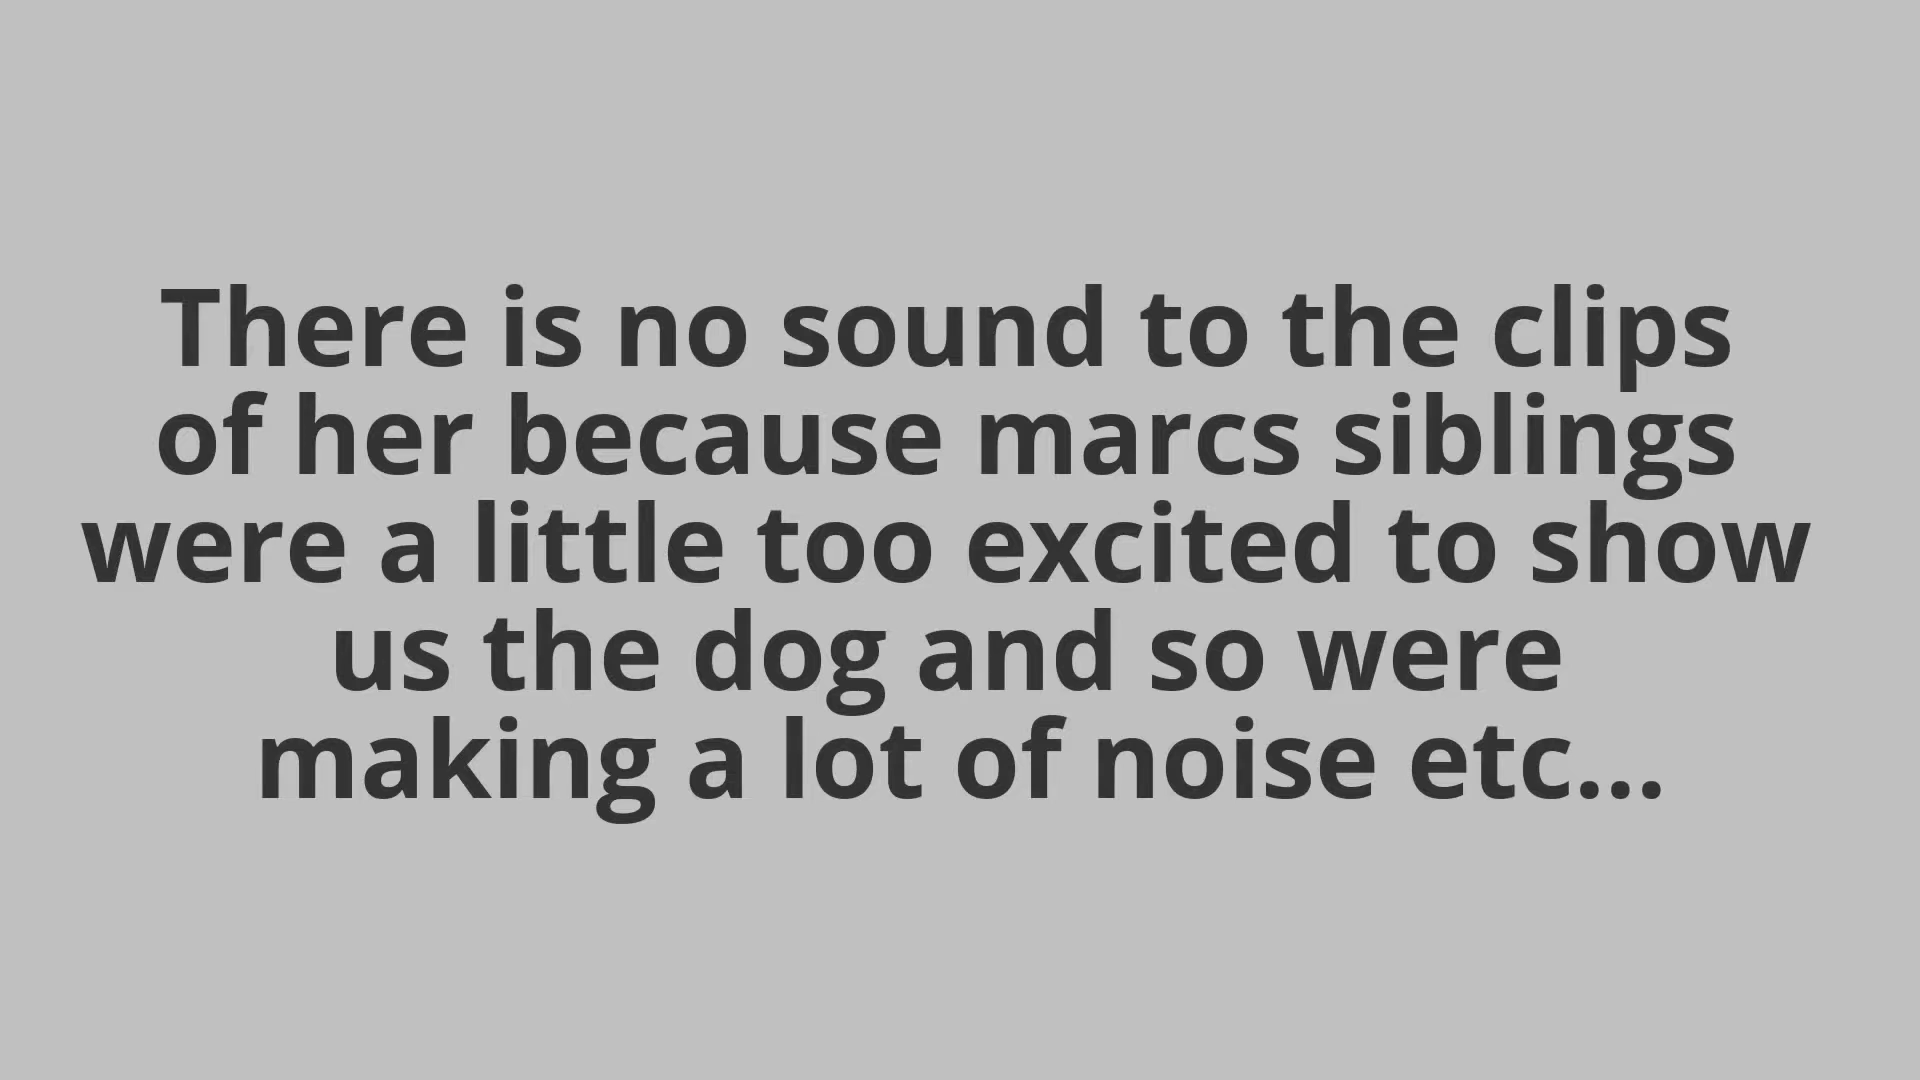 There is no sound to the clips
of her because marcs siblings
were a little too excited to show
us the dog and so were
making a lot of noise etc...